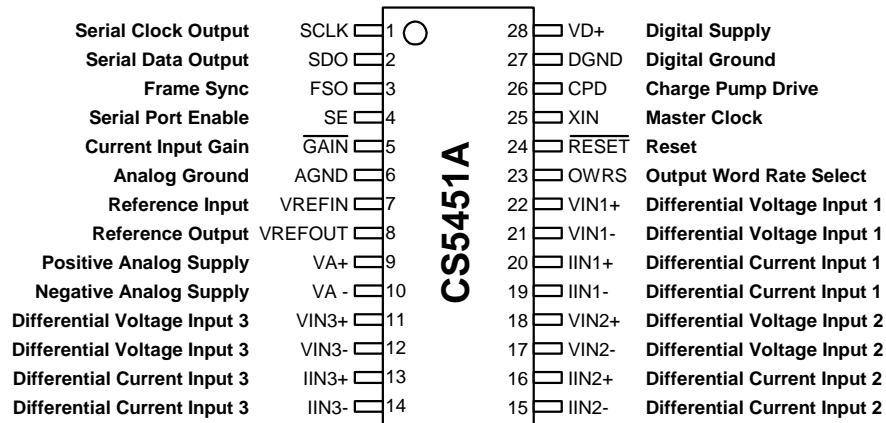 Serial Clock Output SCLK 1 28 VD+ Digital Supply
Serial Data Output SDO 2 27 DGND Digital Ground
Frame Sync FSO 3 26 CPD Charge Pump Drive
Serial Port Enable SE 4 25 XIN Master Clock
Current Input Gain GAIN 5 24 RESET Reset
Analog Ground AGND 6 23 OWRS Output Word Rate Select
Reference Input VREFIN 7 22 VIN1+ Differential Voltage Input 1
Reference Output VREFOUT 8 21 VIN1- Differential Voltage Input 1
Positive Analog Supply VA+ 9 20 IIN1+ Differential Current Input 1
Negative Analog Supply VA - 10 19 IIN1- Differential Current Input 1
Differential Voltage Input 3 VIN3+ 11 18 VIN2+ Differential Voltage Input 2
Differential Voltage Input 3 VIN3- 12 17 VIN2- Differential Voltage Input 2
Differential Current Input 3 IIN3+ 13 16 IIN2+ Differential Current Input 2
Differential Current Input 3 IIN3- 14 15 IIN2- Differential Current Input 2
CS5451A